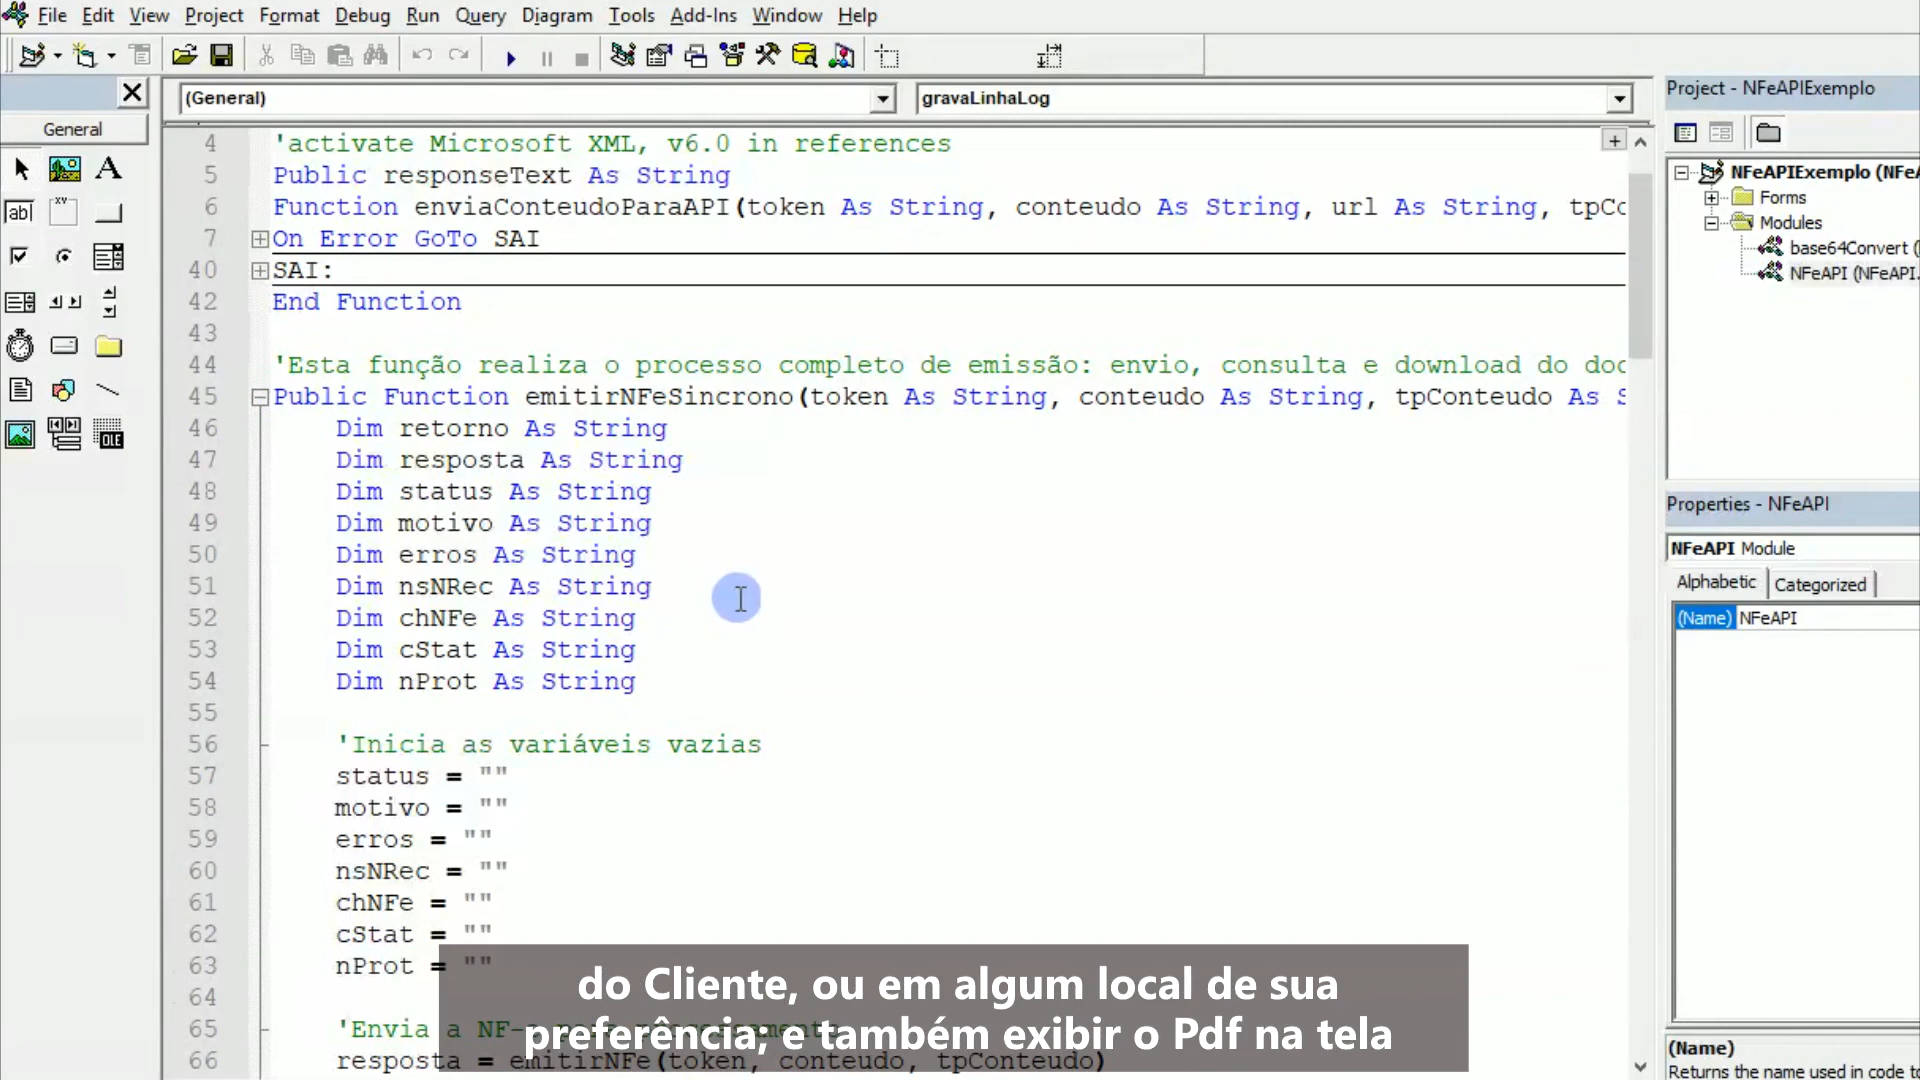 File Edit View Project Format Debug Run Query Diagram Tools Add-Ins Window Help
General
(General)
gravaLinhaLog
4 'activate Microsoft XML, v6.0 in references
5 Public responseText As String
6 Function enviaConteudoParaAPI(token As String, conteudo As String, url As String, tpCo
7 On Error GoTo SAI
40 SAI:
42 End Function
43
44 'Esta função realiza o processo completo de emissão: envio, consulta e download do doc
45 Public Function emitirNFeSincrono(token As String, conteudo As String, tpConteudo As S
46 Dim retorno As String
47 Dim resposta As String
48 Dim status As String
49 Dim motivo As String
50 Dim erros As String
51 Dim nsNRec As String
52 Dim chNFe As String
53 Dim cStat As String
54 Dim nProt As String
55
56 'Inicia as variáveis vazias
57 status = ""
58 motivo = ""
59 erros = ""
60 nsNRec = ""
61 chNFe = ""
62 cStat = ""
63 nProt = ""
64
65 'Envia a NF-
66 resposta = emitirNFe(token, conteudo, tpConteudo)
do Cliente, ou em algum local de sua
preferência; e também exibir o Pdf na tela
Project - NFeAPIExemplo
NFeAPIExemplo (NFeA
Forms
Modules
base64Convert (
NFeAPI (NFeAPI.
Properties - NFeAPI
NFeAPI Module
Alphabetic Categorized
(Name) NFeAPI
(Name)
Returns the name used in code to